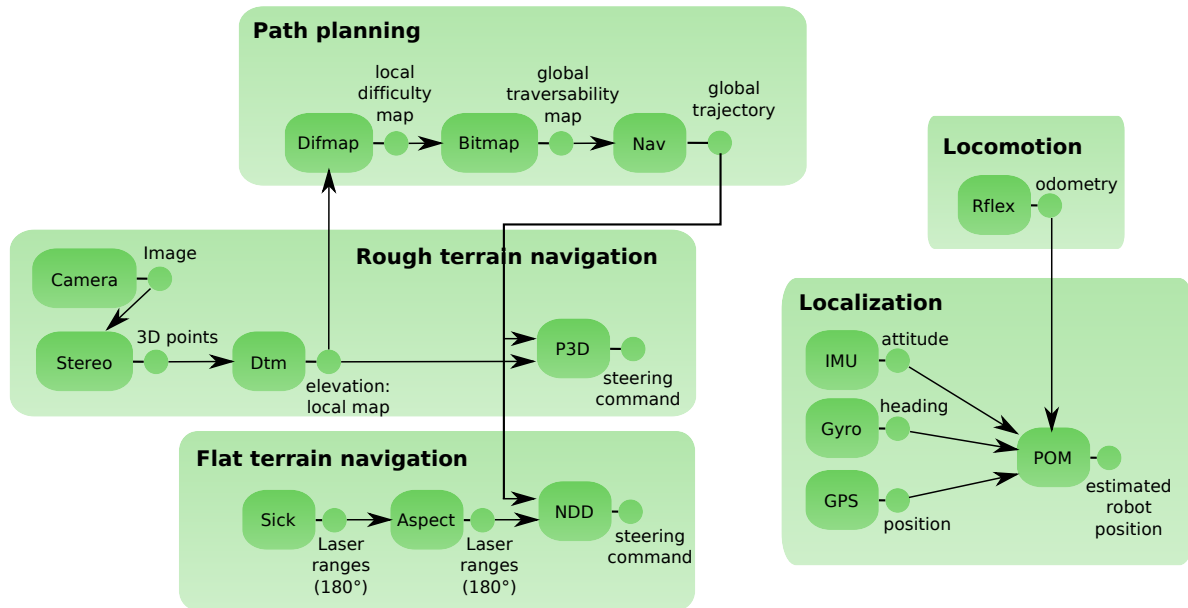 Path planning
local
difficulty
map
global
traversability
map
global
trajectory
Difmap
Bitmap
Nav
Locomotion
Rflex
odometry
Rough terrain navigation
Camera
Image
Stereo
3D points
Dtm
elevation:
local map
P3D
steering
command
Localization
IMU
attitude
Gyro
heading
GPS
position
POM
estimated
robot
position
Flat terrain navigation
Sick
Laser
ranges
(180°)
Aspect
Laser
ranges
(180°)
NDD
steering
command